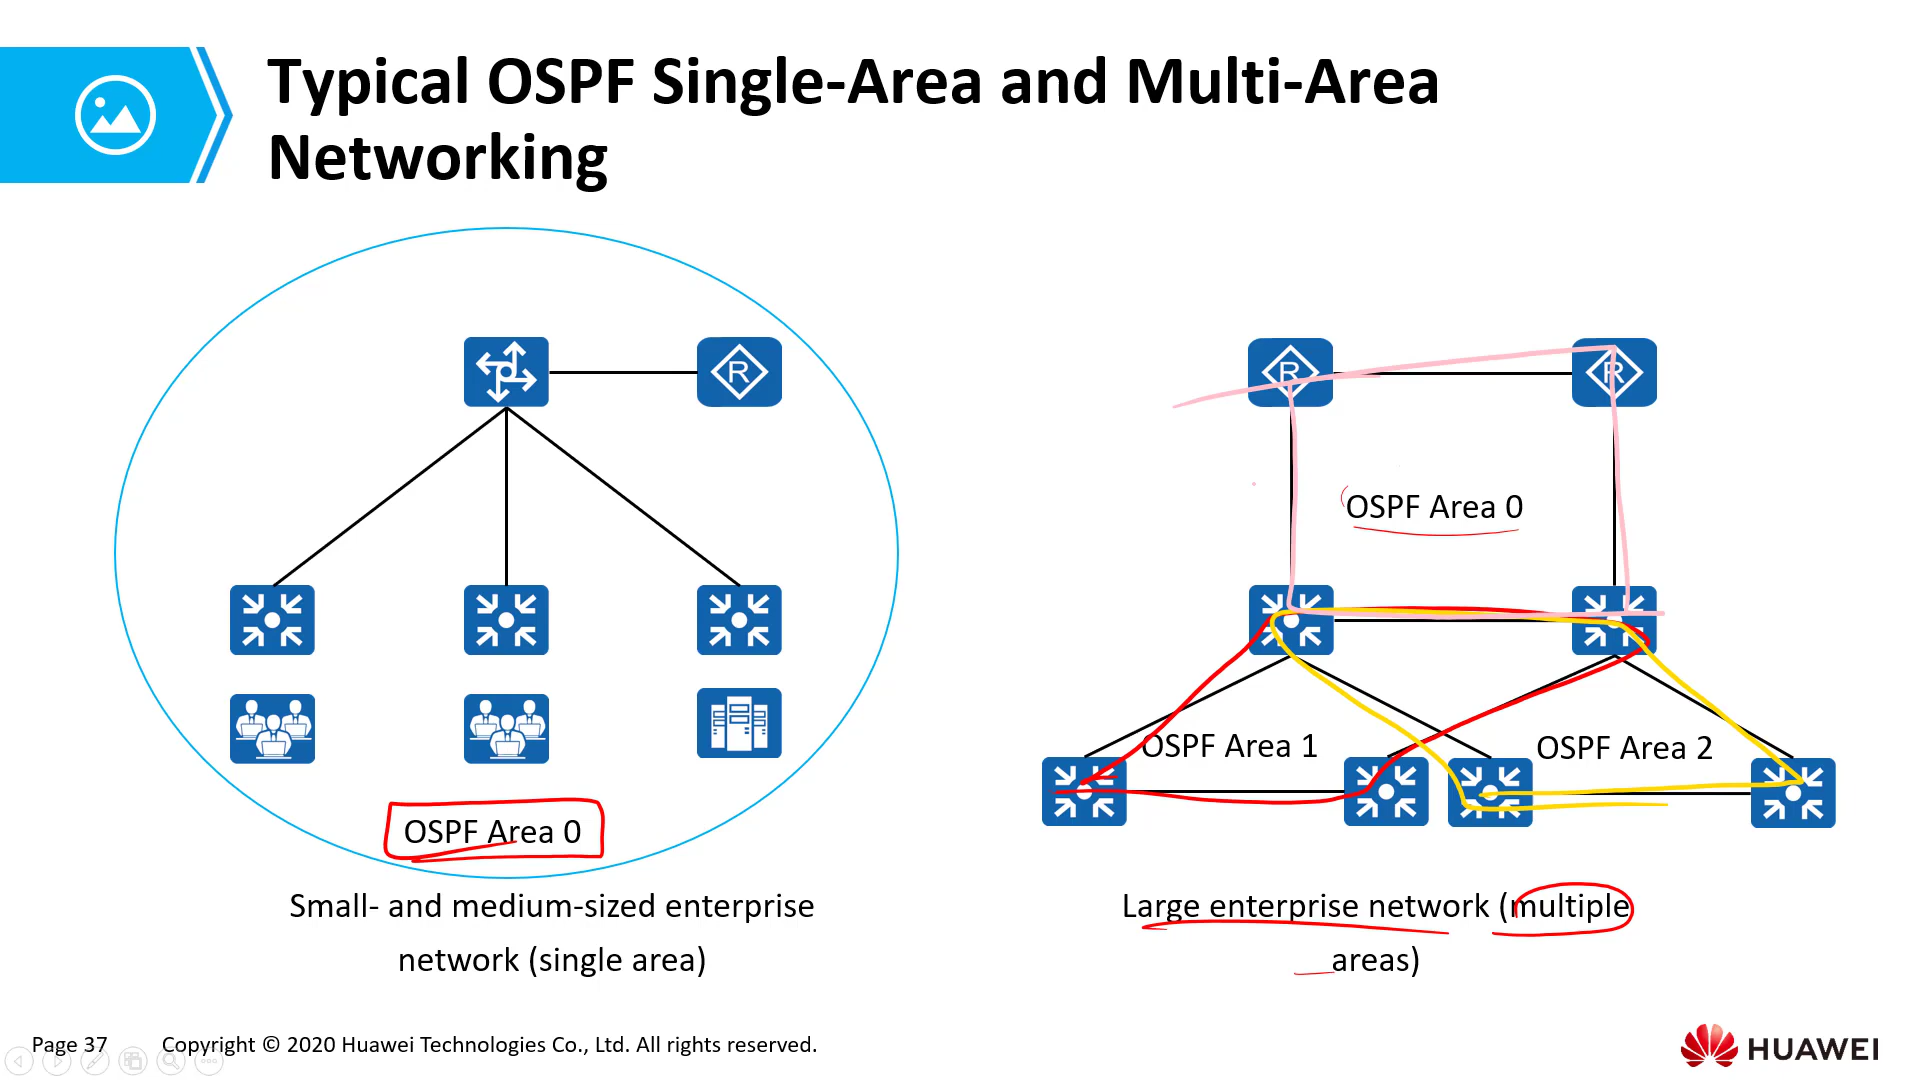 Typical OSPF Single-Area and Multi-Area
Networking
R
R
R
OSPF Area 0
OSPF Area 1
OSPF Area 2
OSPF Area 0
Small- and medium-sized enterprise
network (single area)
Large enterprise network (multiple
areas)
Page 37
Copyright © 2020 Huawei Technologies Co., Ltd. All rights reserved.
HUAWEI